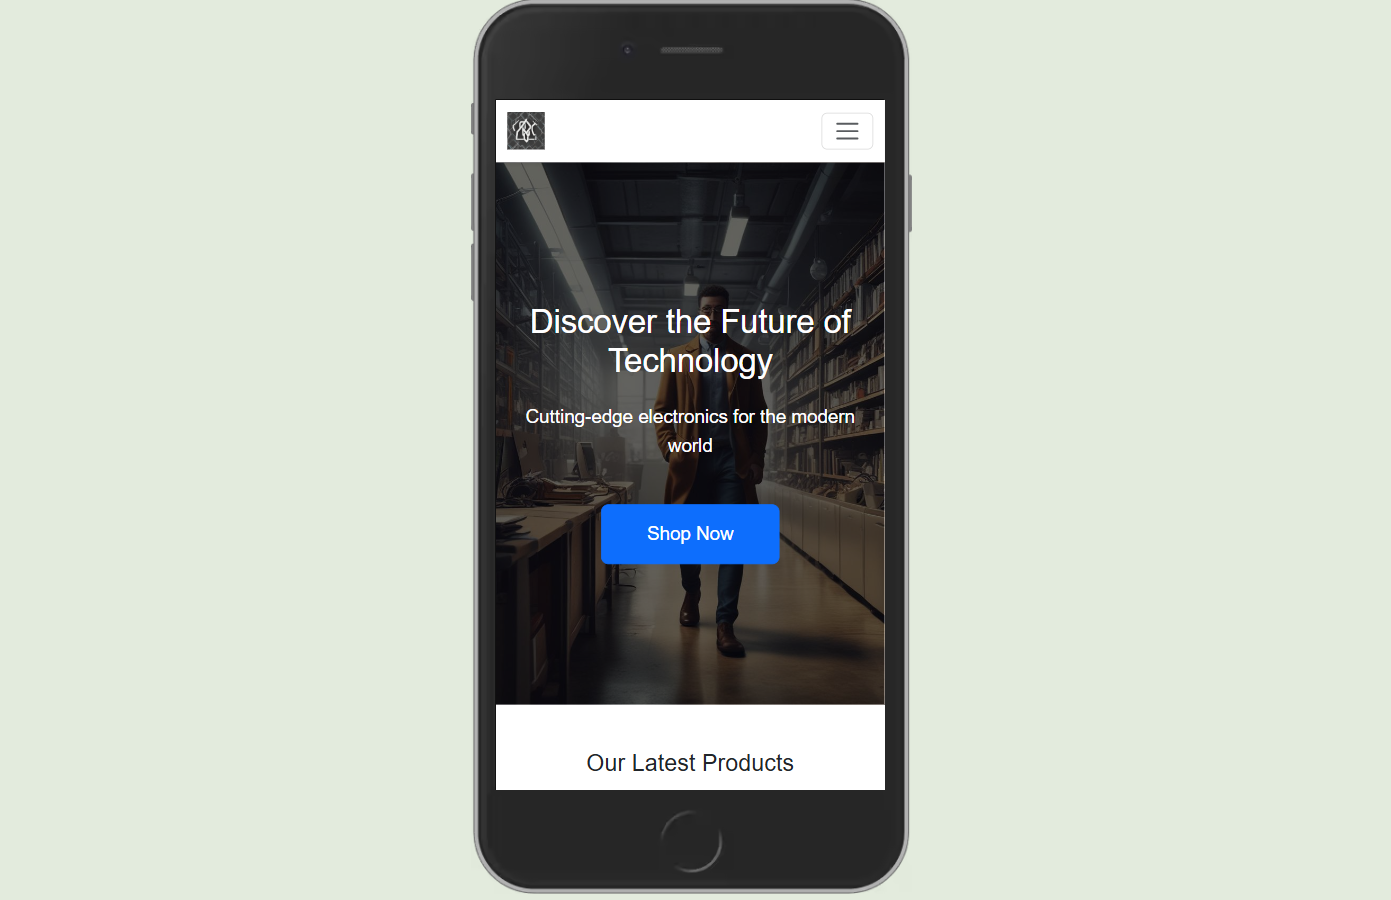 Discover the Future of
Technology
Cutting-edge electronics for the modern
world
Shop Now
Our Latest Products